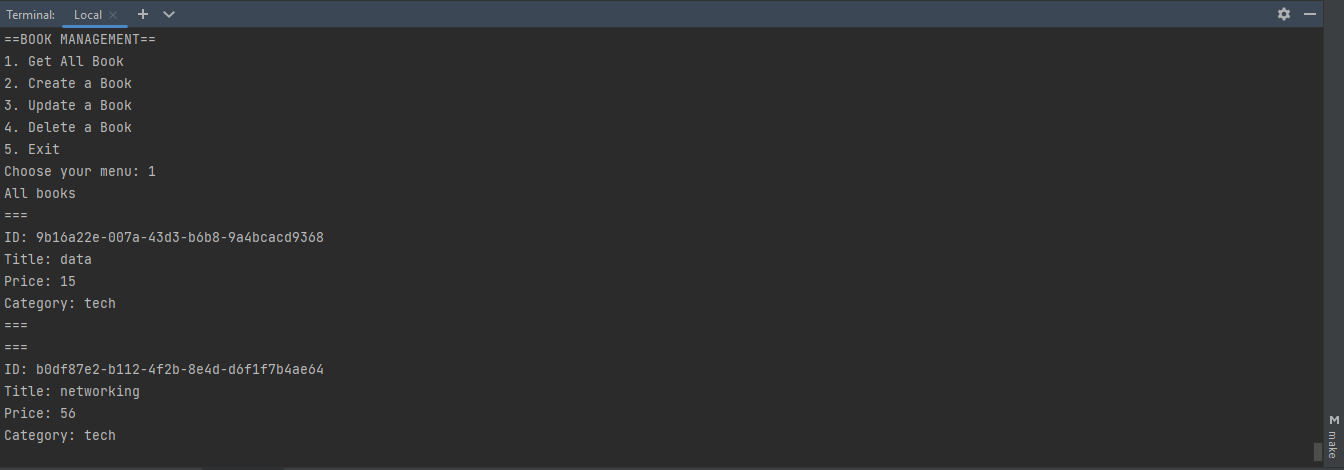 Terminal: Local
==BOOK MANAGEMENT==
1. Get All Book
2. Create a Book
3. Update a Book
4. Delete a Book
5. Exit
Choose your menu: 1
All books
===
ID: 9b16a22e-007a-43d3-b6b8-9a4bcacd9368
Title: data
Price: 15
Category: tech
===
===
ID: b0df87e2-b112-4f2b-8e4d-d6f1f7b4ae64
Title: networking
Price: 56
Category: tech
M make